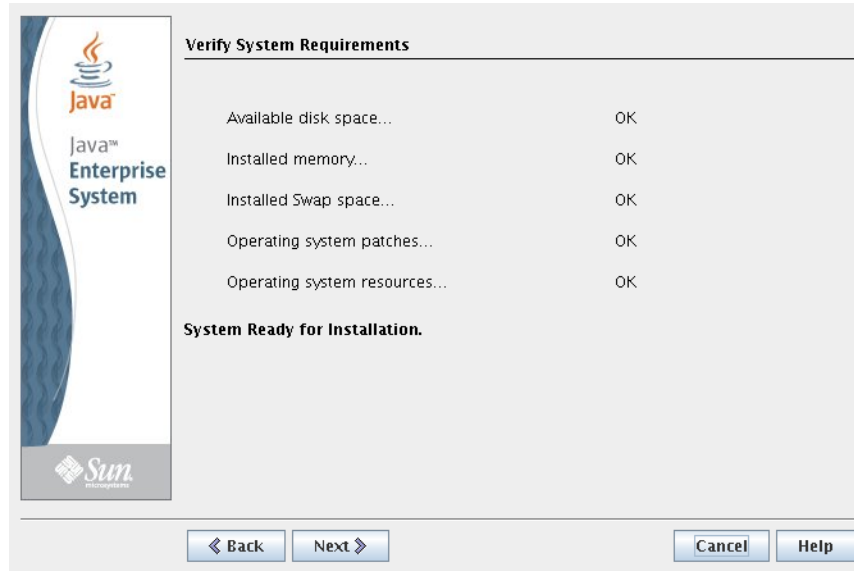 Verify System Requirements
Java™
Java™
Enterprise
System
Available disk space... OK
Installed memory... OK
Installed Swap space... OK
Operating system patches... OK
Operating system resources... OK
System Ready for Installation.
Sun
microsystems
Back Next Cancel Help